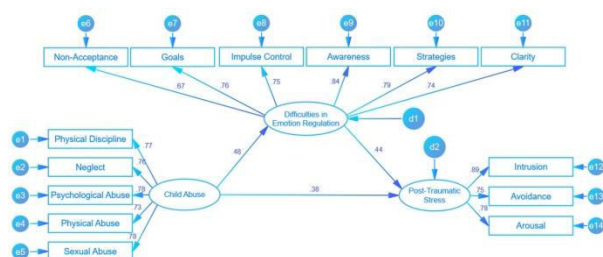 e6 e7 e8 e9 e10 e11
Non-Acceptance Goals Impulse Control Awareness Strategies Clarity
.67 .76 .75 .84 .79 .74
Difficulties in
Emotion Regulation
d1
e1 Physical Discipline
.77
d2
e2 Neglect
.76
.48
.44
e3 Psychological Abuse
.78
Child Abuse
.38
Post-Traumatic
Stress
.89
Intrusion e12
.75
Avoidance e13
.78
Arousal e14
e4 Physical Abuse
.73
e5 Sexual Abuse
.78